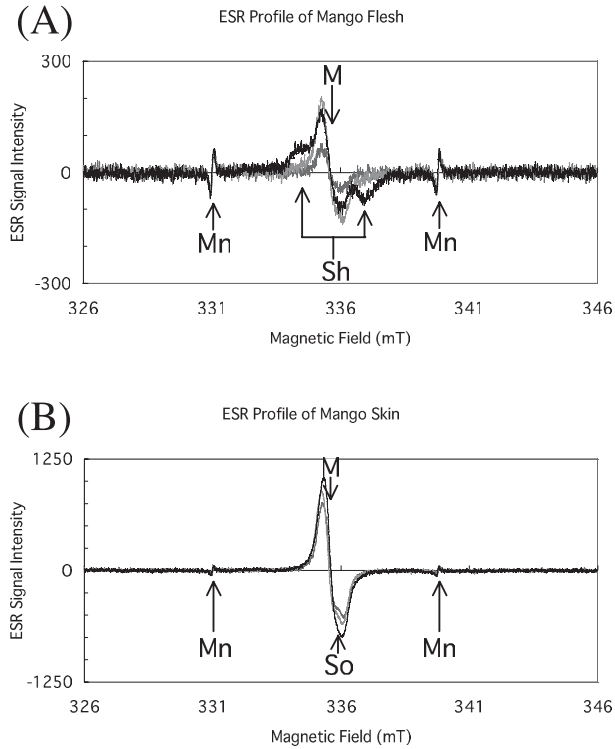 (A)
ESR Profile of Mango Flesh
300
M
0
Mn
Mn
Sh
-300
326
331
336
341
346
ESR Signal Intensity
Magnetic Field (mT)
(B)
ESR Profile of Mango Skin
1250
M
0
Mn
Mn
So
-1250
326
331
336
341
346
ESR Signal Intensity
Magnetic Field (mT)